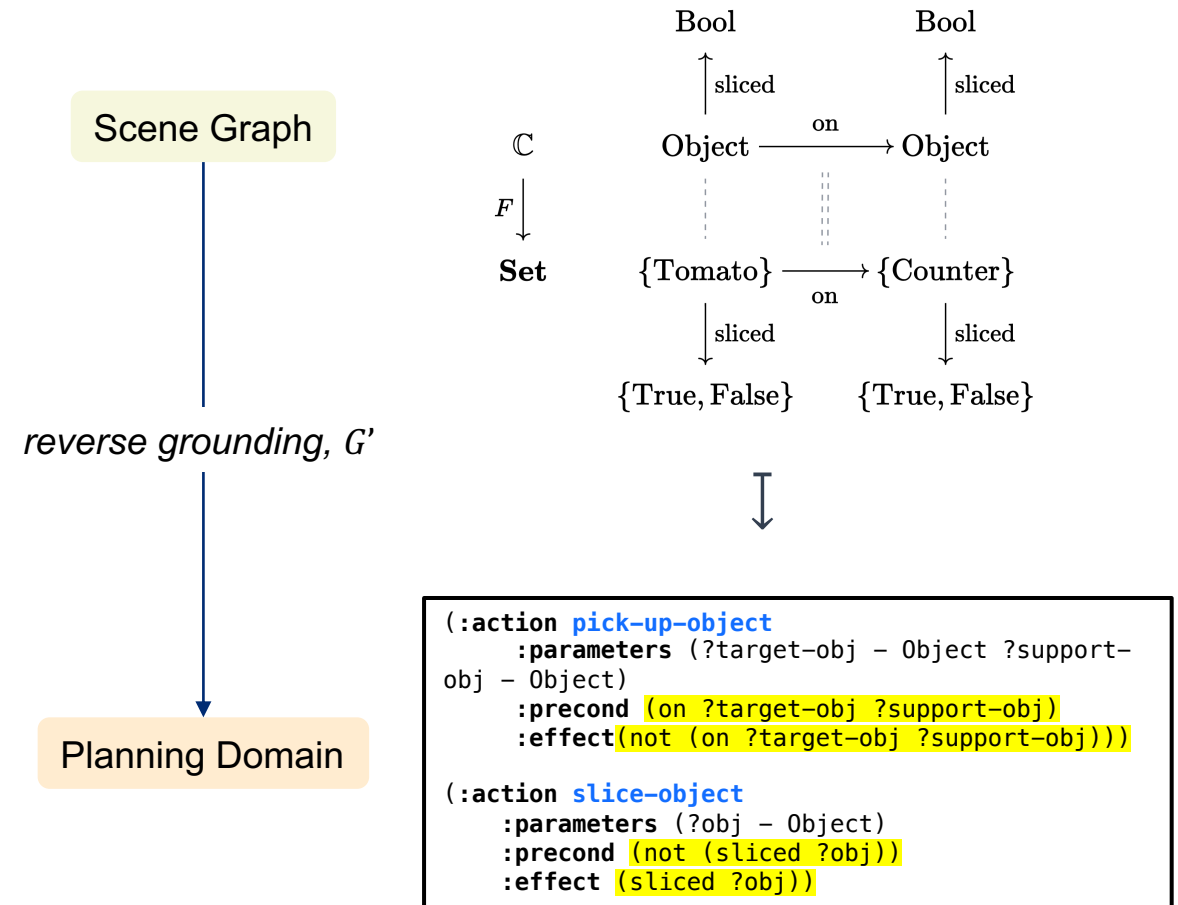 Scene Graph
reverse grounding, G'
Planning Domain
Bool Bool
sliced sliced
ℂ Object on Object
F
Set {Tomato} on {Counter}
sliced sliced
{True, False} {True, False}
(:action pick-up-object
:parameters (?target-obj - Object ?support-
obj - Object)
:precond (on ?target-obj ?support-obj)
:effect(not (on ?target-obj ?support-obj)))
(:action slice-object
:parameters (?obj - Object)
:precond (not (sliced ?obj))
:effect (sliced ?obj))